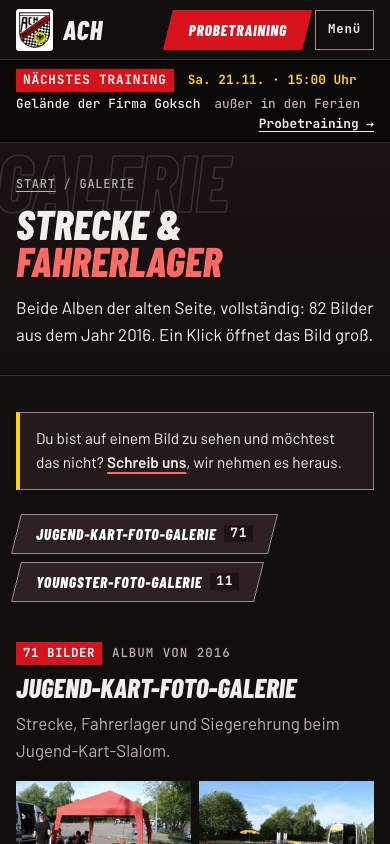 ACH
ACH
PROBETRAINING
Menü
NÄCHSTES TRAINING Sa. 21.11. · 15:00 Uhr
Gelände der Firma Goksch außer in den Ferien
Probetraining →
GALERIE
START / GALERIE
STRECKE &
FAHRERLAGER
Beide Alben der alten Seite, vollständig: 82 Bilder
aus dem Jahr 2016. Ein Klick öffnet das Bild groß.
Du bist auf einem Bild zu sehen und möchtest
das nicht? Schreib uns, wir nehmen es heraus.
JUGEND-KART-FOTO-GALERIE 71
YOUNGSTER-FOTO-GALERIE 11
71 BILDER ALBUM VON 2016
JUGEND-KART-FOTO-GALERIE
Strecke, Fahrerlager und Siegerehrung beim
Jugend-Kart-Slalom.